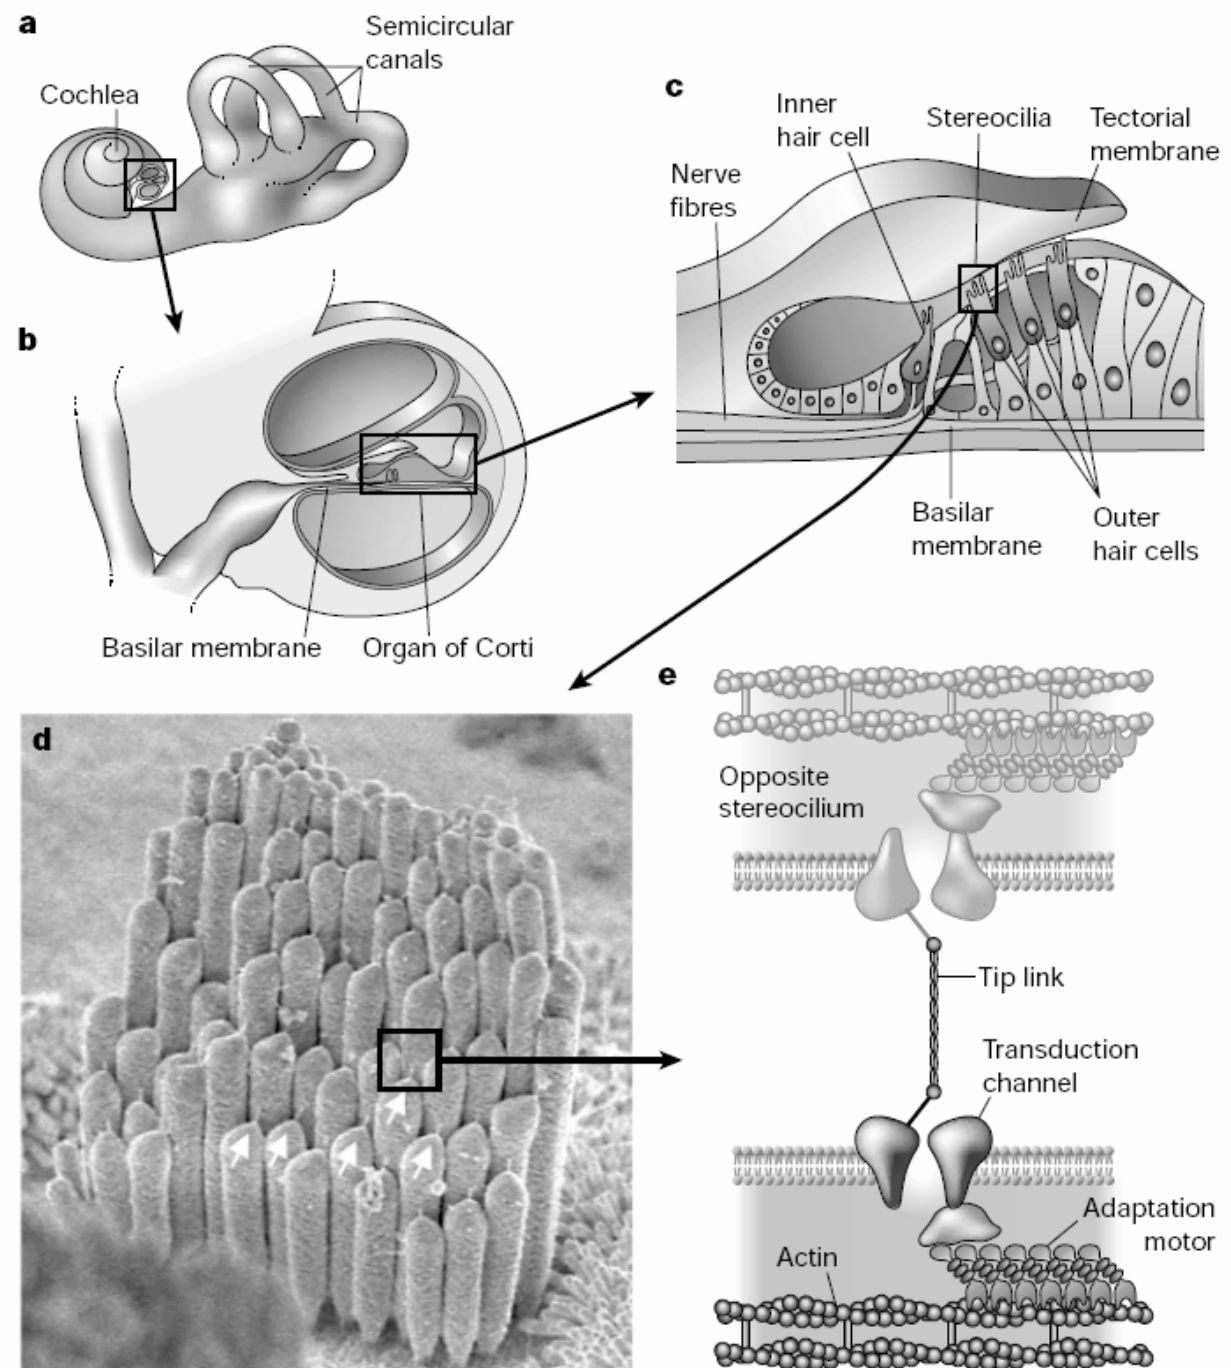 a
Semicircular
canals
Cochlea
b
Basilar membrane
Organ of Corti
c
Inner
hair cell
Stereocilia
Tectorial
membrane
Nerve
fibres
Basilar
membrane
Outer
hair cells
d
e
Opposite
stereocilium
Tip link
Transduction
channel
Adaptation
motor
Actin